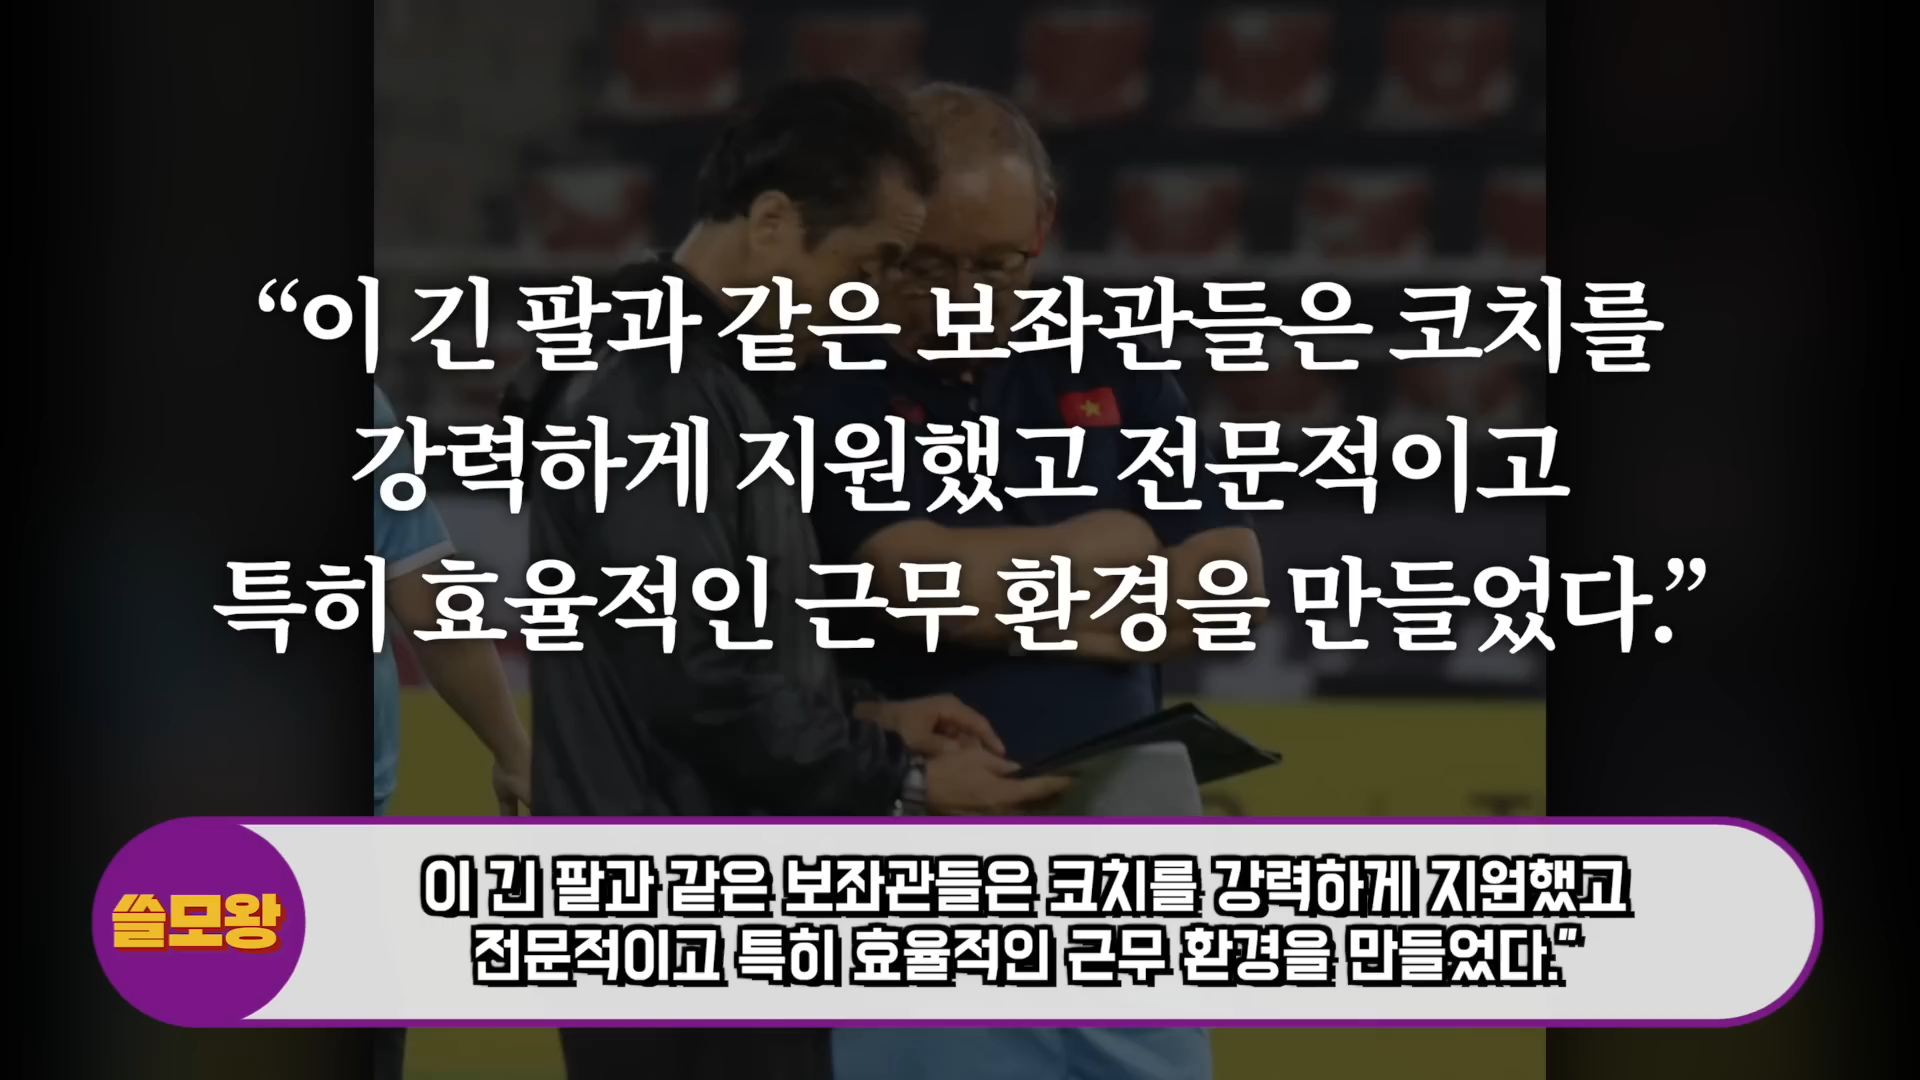 “이 긴 팔과 같은 보좌관들은 코치를
강력하게 지원했고 전문적이고
특히 효율적인 근무 환경을 만들었다.”
쓸모왕
이 긴 팔과 같은 보좌관들은 코치를 강력하게 지원했고
전문적이고 특히 효율적인 근무 환경을 만들었다."